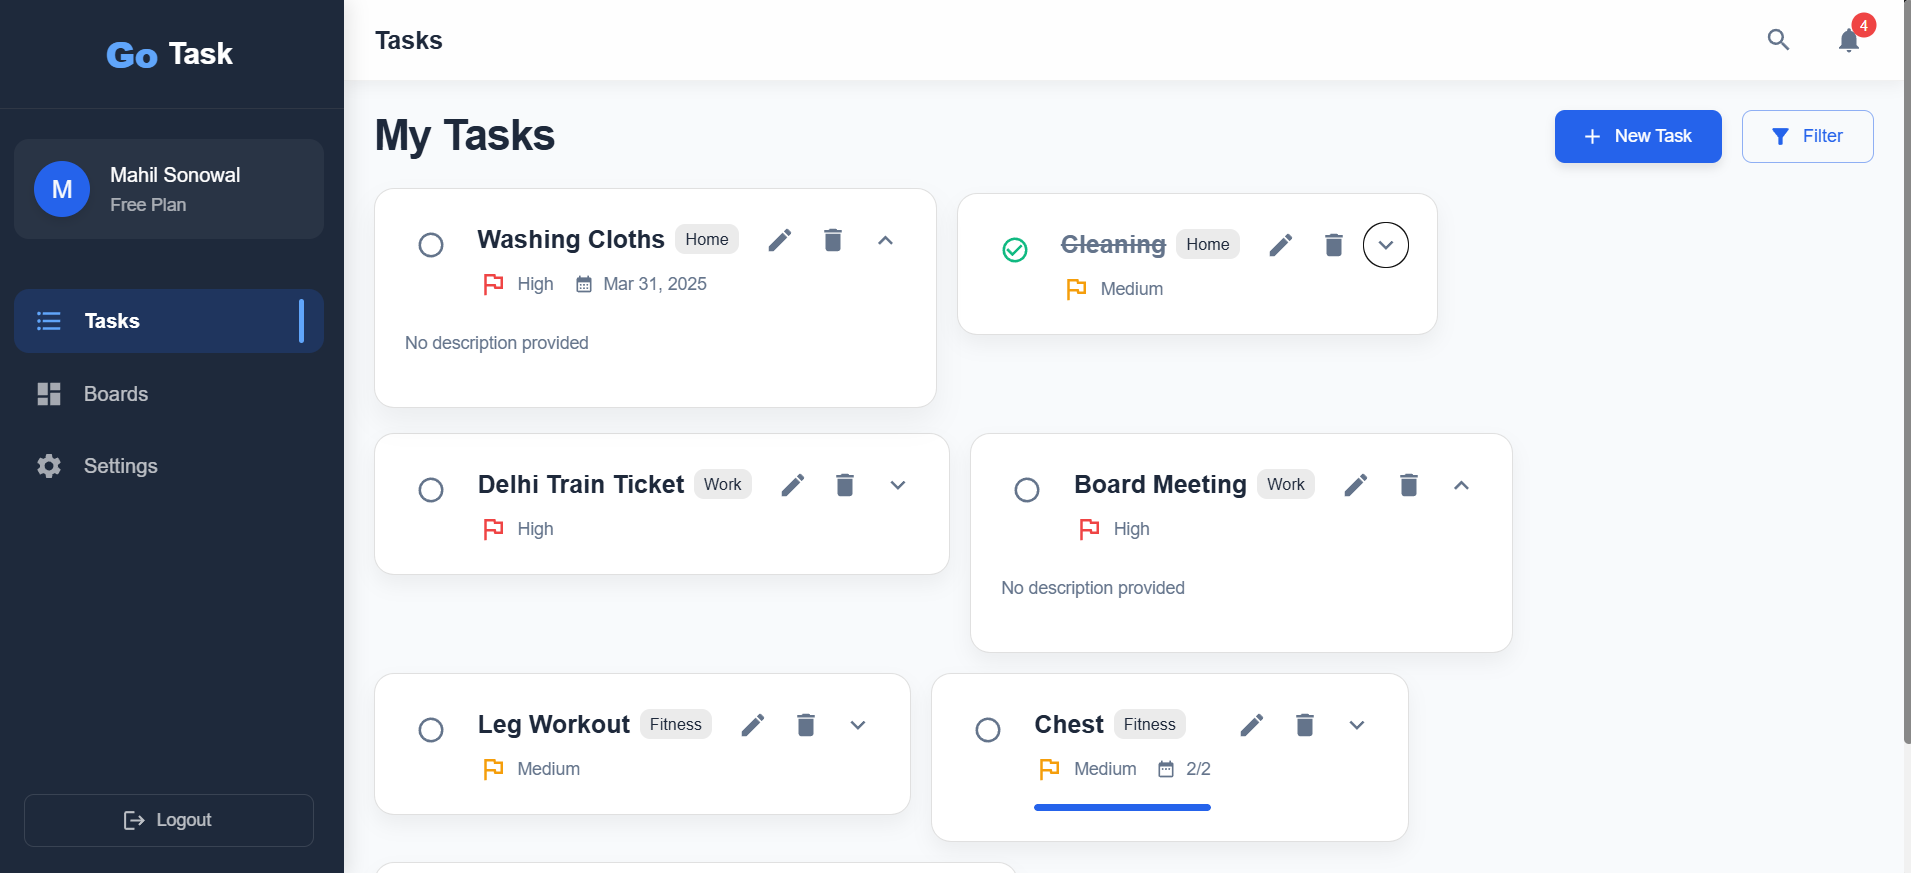 Go Task
Mahil Sonowal
M
Free Plan
Tasks
Boards
Settings
Logout
Tasks
4
My Tasks
New Task
Filter
Washing Cloths Home
High Mar 31, 2025
No description provided
Cleaning Home
Medium
Delhi Train Ticket Work
High
Board Meeting Work
High
No description provided
Leg Workout Fitness
Medium
Chest Fitness
Medium 2/2